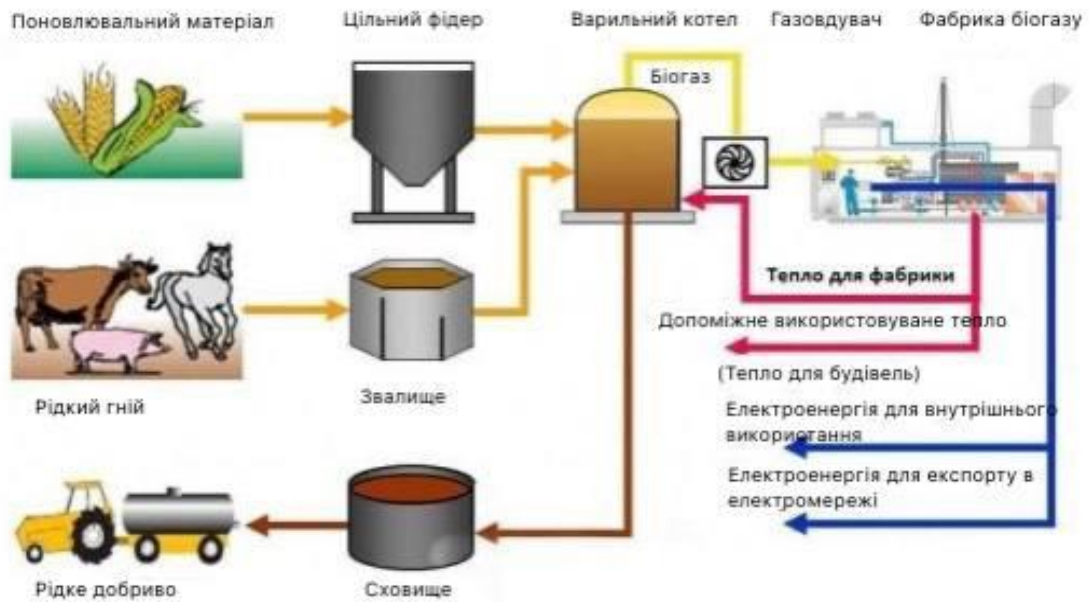 Поновлювальний матеріал
Цільний фідер
Варильний котел
Газовдувач
Фабрика біогазу
Біогаз
Тепло для фабрики
Допоміжне використовуване тепло
(Тепло для будівель)
Рідкий гній
Звалище
Електроенергія для внутрішнього
використання
Електроенергія для експорту в
електромережі
Рідке добриво
Сховище